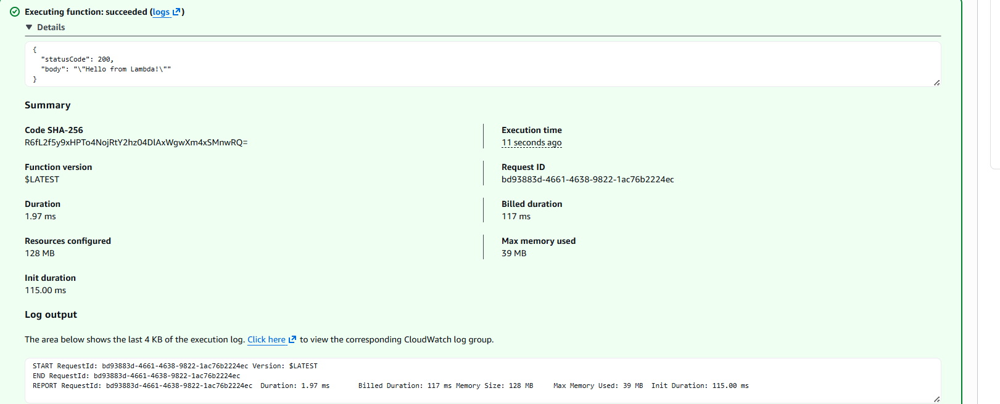 Executing function: succeeded (logs)
Details
{
  "statusCode": 200,
  "body": "\"Hello from Lambda!\""
}
Summary
Code SHA-256
R6fL2f5y9xHPTo4NojRtY2hz04DlAxWgwXm4xSMnwRQ=
Execution time
11 seconds ago
Function version
$LATEST
Request ID
bd93883d-4661-4638-9822-1ac76b2224ec
Duration
1.97 ms
Billed duration
117 ms
Resources configured
128 MB
Max memory used
39 MB
Init duration
115.00 ms
Log output
The area below shows the last 4 KB of the execution log. Click here to view the corresponding CloudWatch log group.
START RequestId: bd93883d-4661-4638-9822-1ac76b2224ec Version: $LATEST
END RequestId: bd93883d-4661-4638-9822-1ac76b2224ec
REPORT RequestId: bd93883d-4661-4638-9822-1ac76b2224ec  Duration: 1.97 ms  Billed Duration: 117 ms Memory Size: 128 MB  Max Memory Used: 39 MB  Init Duration: 115.00 ms